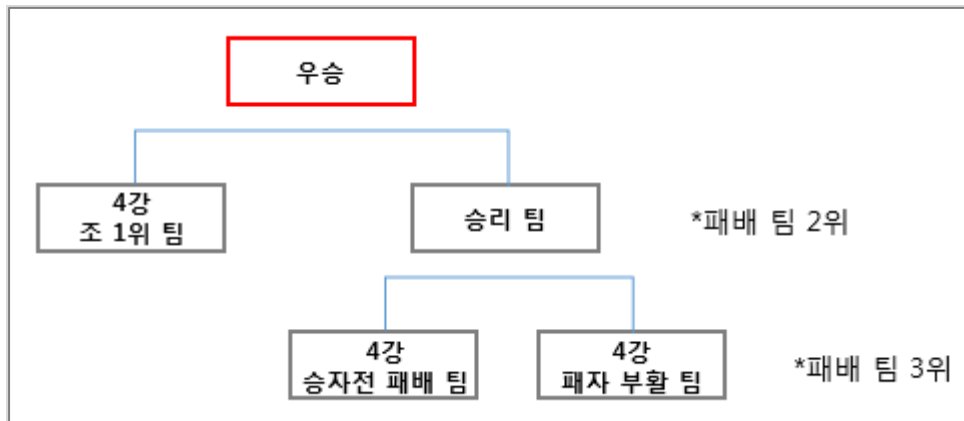 우승
4강
조 1위 팀
승리 팀
*패배 팀 2위
4강
승자전 패배 팀
4강
패자 부활 팀
*패배 팀 3위